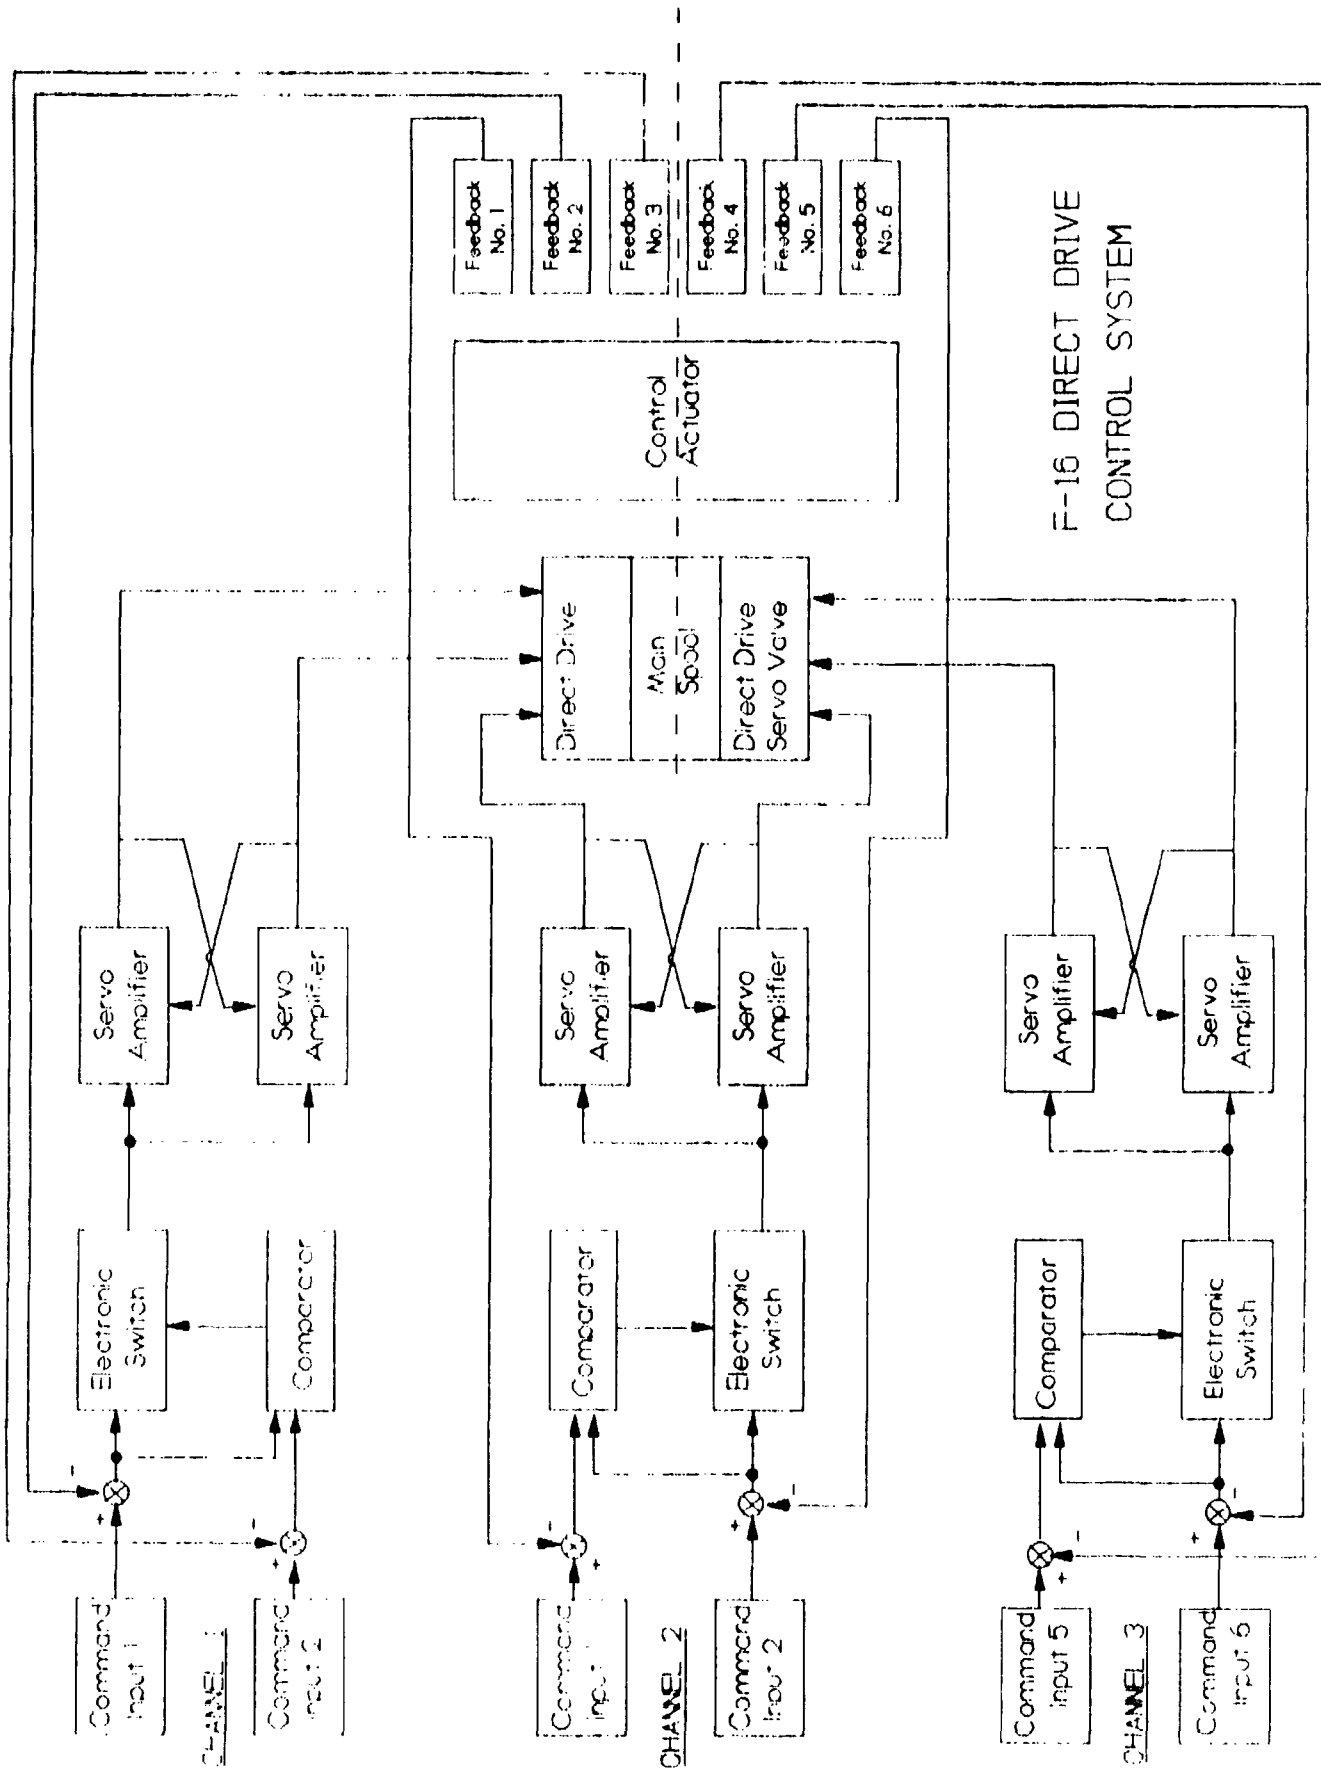 Command
Input 1
CHANNEL 1
Command
Input 2
Electronic
Switch
Comparator
Servo
Amplifier
Servo
Amplifier
Command
Input 1
CHANNEL 2
Command
Input 2
Comparator
Electronic
Switch
Servo
Amplifier
Servo
Amplifier
Direct Drive
Main
Spool
Direct Drive
Servo Valve
Control
Actuator
Feedback
No. 1
Feedback
No. 2
Feedback
No. 3
Feedback
No. 4
Feedback
No. 5
Feedback
No. 6
Command
Input 5
CHANNEL 3
Command
Input 6
Comparator
Electronic
Switch
Servo
Amplifier
Servo
Amplifier
F-16 DIRECT DRIVE
CONTROL SYSTEM